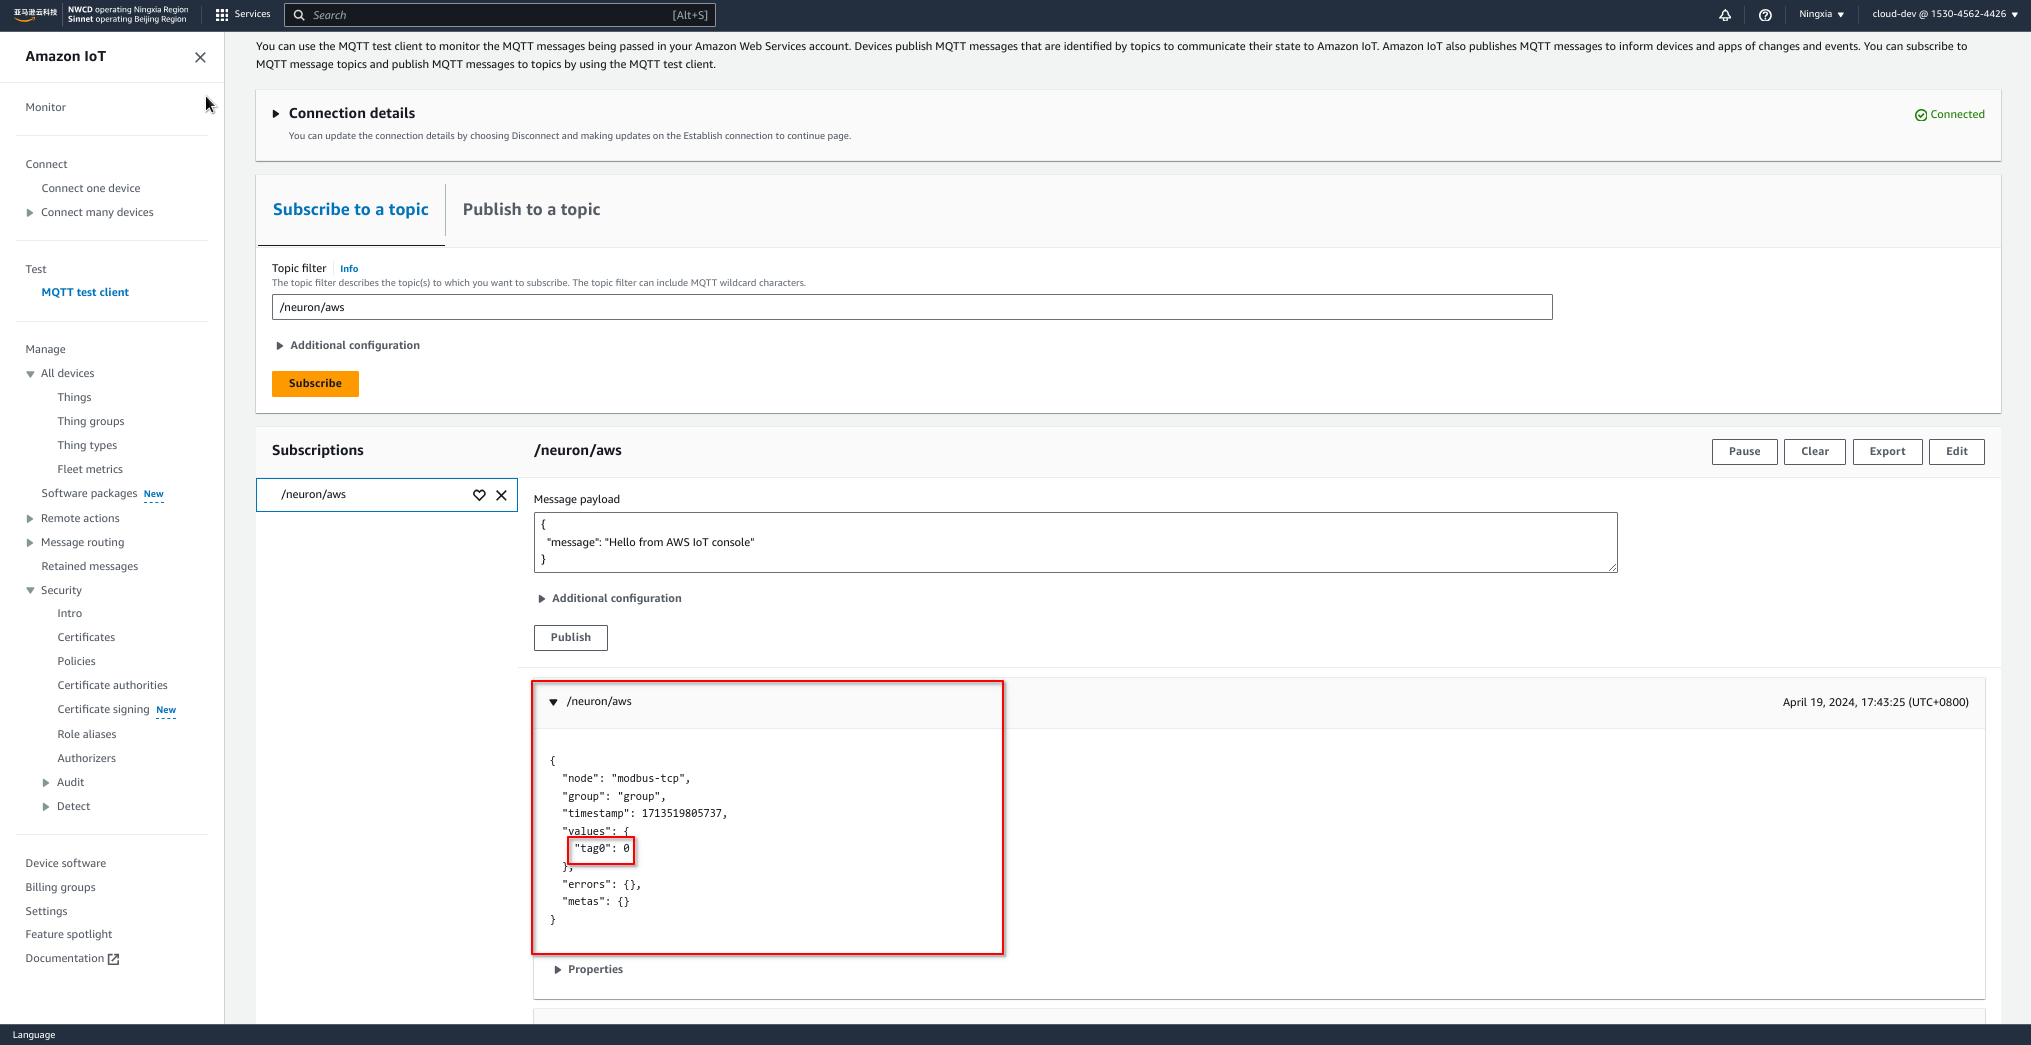 亚马逊云科技
NWCD operating Ningxia Region
Sinnet operating Beijing Region
Services
Search
[Alt+S]
Ningxia
cloud-dev @ 1530-4562-4426
Amazon IoT
Monitor
Connect
Connect one device
Connect many devices
Test
MQTT test client
Manage
All devices
Things
Thing groups
Thing types
Fleet metrics
Software packages New
Remote actions
Message routing
Retained messages
Security
Intro
Certificates
Policies
Certificate authorities
Certificate signing New
Role aliases
Authorizers
Audit
Detect
Device software
Billing groups
Settings
Feature spotlight
Documentation
You can use the MQTT test client to monitor the MQTT messages being passed in your Amazon Web Services account. Devices publish MQTT messages that are identified by topics to communicate their state to Amazon IoT. Amazon IoT also publishes MQTT messages to inform devices and apps of changes and events. You can subscribe to
MQTT message topics and publish MQTT messages to topics by using the MQTT test client.
Connection details
You can update the connection details by choosing Disconnect and making updates on the Establish connection to continue page.
Connected
Subscribe to a topic
Publish to a topic
Topic filter Info
The topic filter describes the topic(s) to which you want to subscribe. The topic filter can include MQTT wildcard characters.
/neuron/aws
Additional configuration
Subscribe
Subscriptions
/neuron/aws
/neuron/aws
Pause
Clear
Export
Edit
Message payload
{
"message": "Hello from AWS IoT console"
}
Additional configuration
Publish
/neuron/aws
April 19, 2024, 17:43:25 (UTC+0800)
{
"node": "modbus-tcp",
"group": "group",
"timestamp": 1713519805737,
"values": {
"tag0": 0
},
"errors": {},
"metas": {}
}
Properties
Language